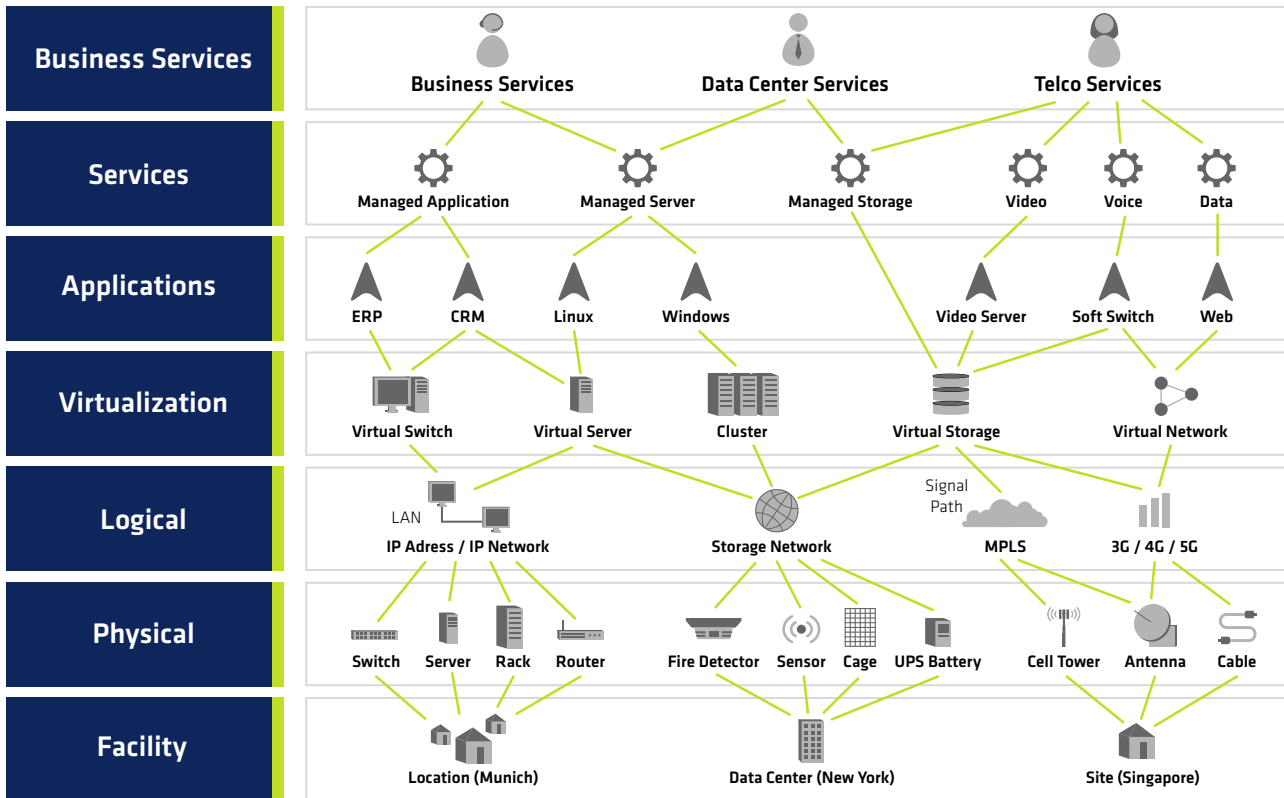 Business Services
Business Services
Data Center Services
Telco Services
Services
Managed Application
Managed Server
Managed Storage
Video
Voice
Data
Applications
ERP
CRM
Linux
Windows
Video Server
Soft Switch
Web
Virtualization
Virtual Switch
Virtual Server
Cluster
Virtual Storage
Virtual Network
Logical
LAN
IP Adress / IP Network
Storage Network
Signal
Path
MPLS
3G / 4G / 5G
Physical
Switch
Server
Rack
Router
Fire Detector
Sensor
Cage
UPS Battery
Cell Tower
Antenna
Cable
Facility
Location (Munich)
Data Center (New York)
Site (Singapore)